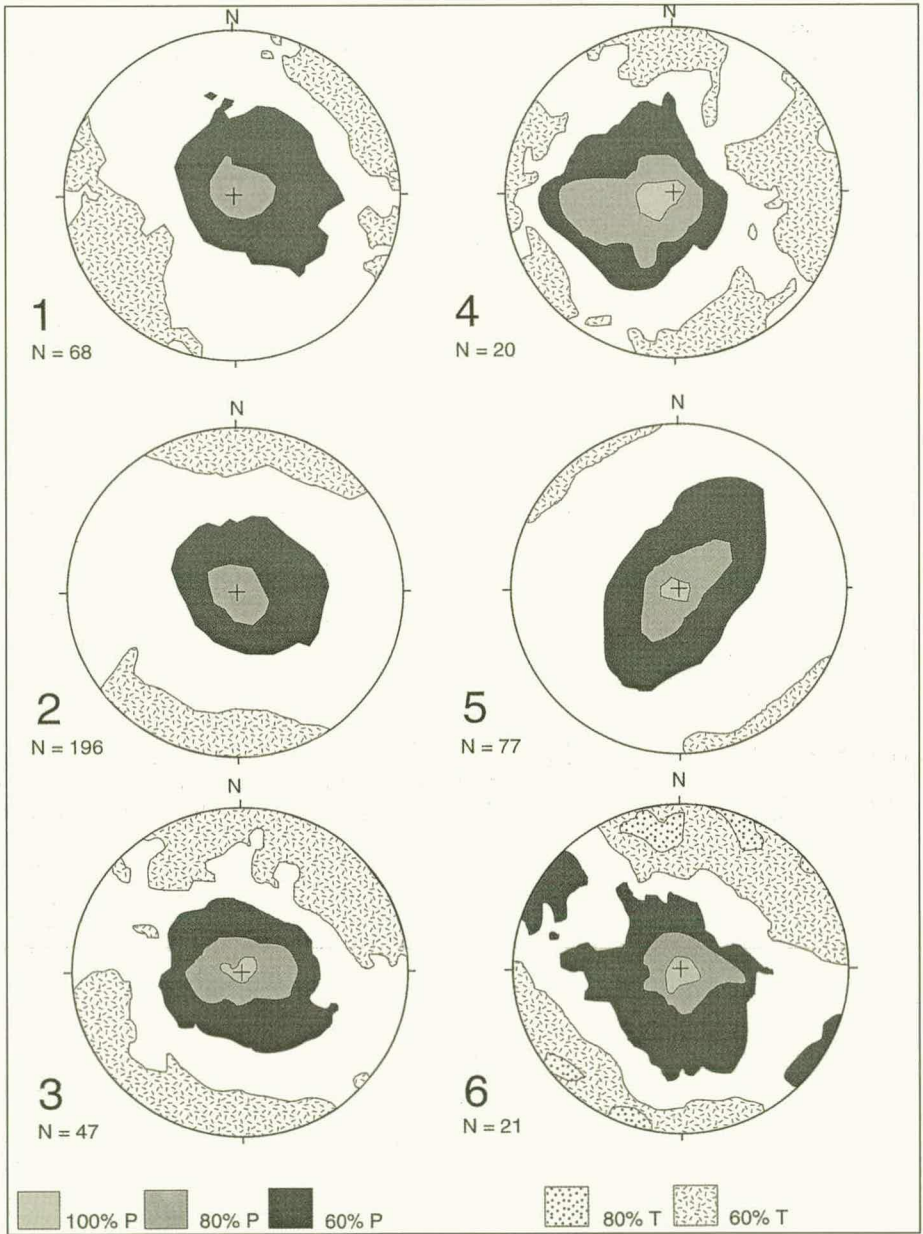 N
1
N = 68
N
4
N = 20
N
2
N = 196
N
5
N = 77
N
3
N = 47
N
6
N = 21
100% P 80% P 60% P 80% T 60% T